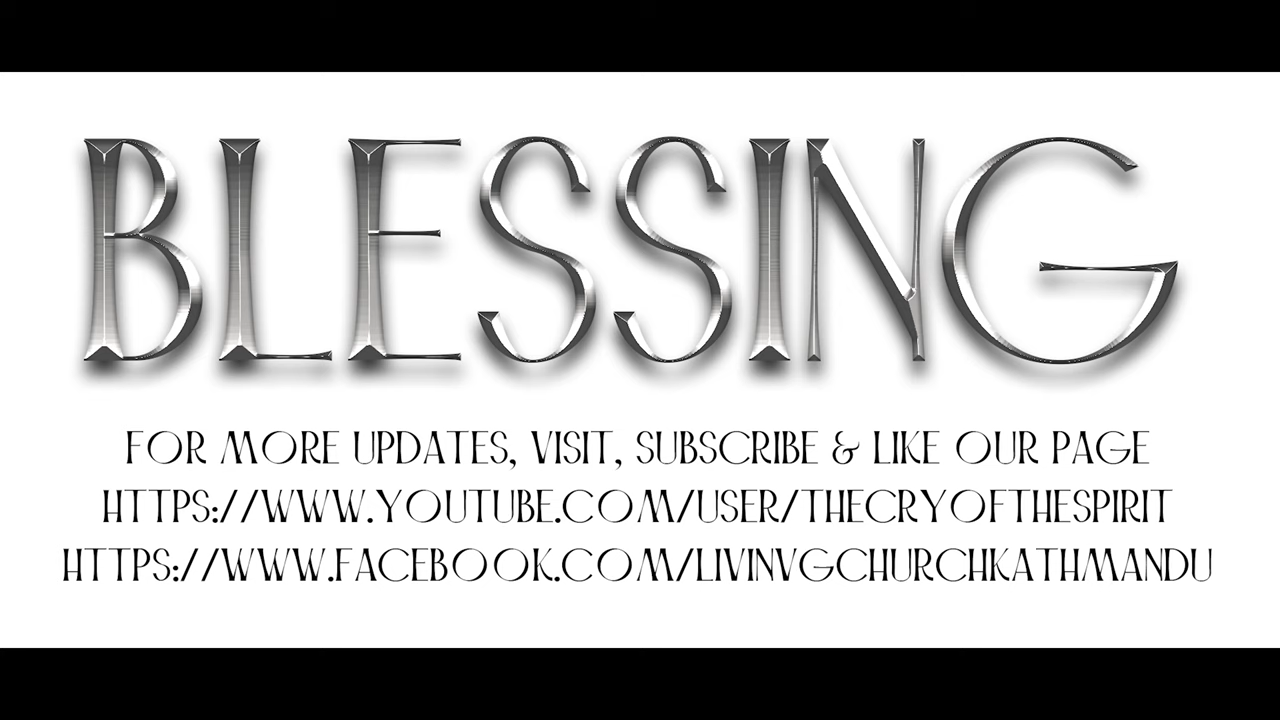 BLESSING
FOR MORE UPDATES, VISIT, SUBSCRIBE & LIKE OUR PAGE
HTTPS://WWW.YOUTUBE.COM/USER/THECRYOFTHESPIRIT
HTTPS://WWW.FACEBOOK.COM/LIVINVGCHURCHKATHMANDU